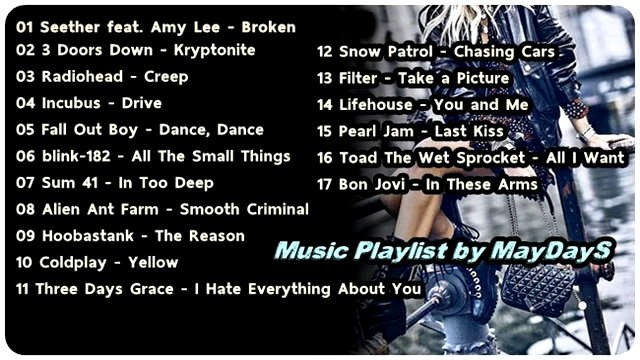 01 Seether feat. Amy Lee - Broken
02 3 Doors Down - Kryptonite
03 Radiohead - Creep
04 Incubus - Drive
05 Fall Out Boy - Dance, Dance
06 blink-182 - All The Small Things
07 Sum 41 - In Too Deep
08 Alien Ant Farm - Smooth Criminal
09 Hoobastank - The Reason
10 Coldplay - Yellow
11 Three Days Grace - I Hate Everything About You
12 Snow Patrol - Chasing Cars
13 Filter - Take a Picture
14 Lifehouse - You and Me
15 Pearl Jam - Last Kiss
16 Toad The Wet Sprocket - All I Want
17 Bon Jovi - In These Arms
Music Playlist by MayDayS